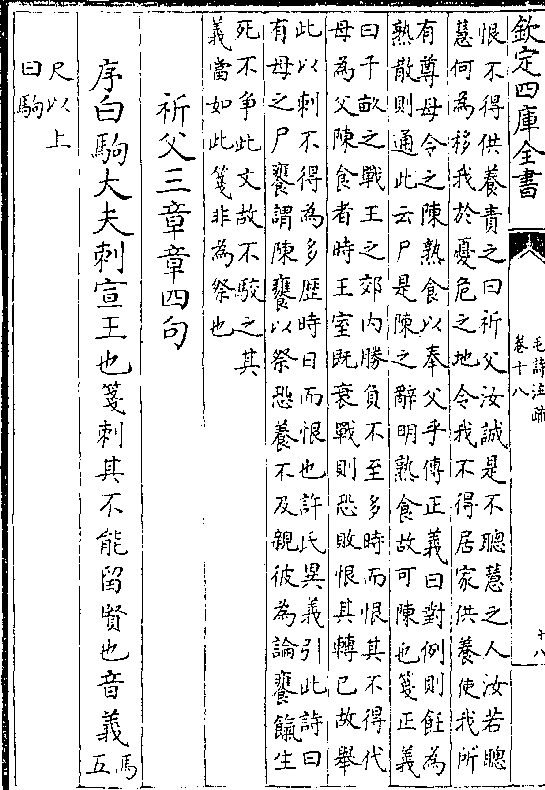 欽定四庫全書
毛詩注疏
卷十八
十八
恨不得供養責之曰祈父汝誠是不聰慧之人汝若聰
慧何為移我於憂危之地令我不得居家供養使我所
有尊母令之陳熟食以奉父乎傳正義曰對例則飪為
熟散則通此云尸是陳之辭明熟食故可陳也箋正義
曰千畝之戰王之郊内勝負不至多時而恨其不得代
母為父陳食者時王室既衰戰則恐敗恨其轉已故舉
此以刺不得為多歷時日而恨也許氏異義引此詩曰
有母之尸饔謂陳饔以祭恐養不及親彼為論饔餼生
死不爭此文故不駮之其
義當如此箋非為祭也
祈父三章章四句
序白駒大夫刺宣王也箋刺其不能留賢也音義
馬
五
尺以上
曰駒